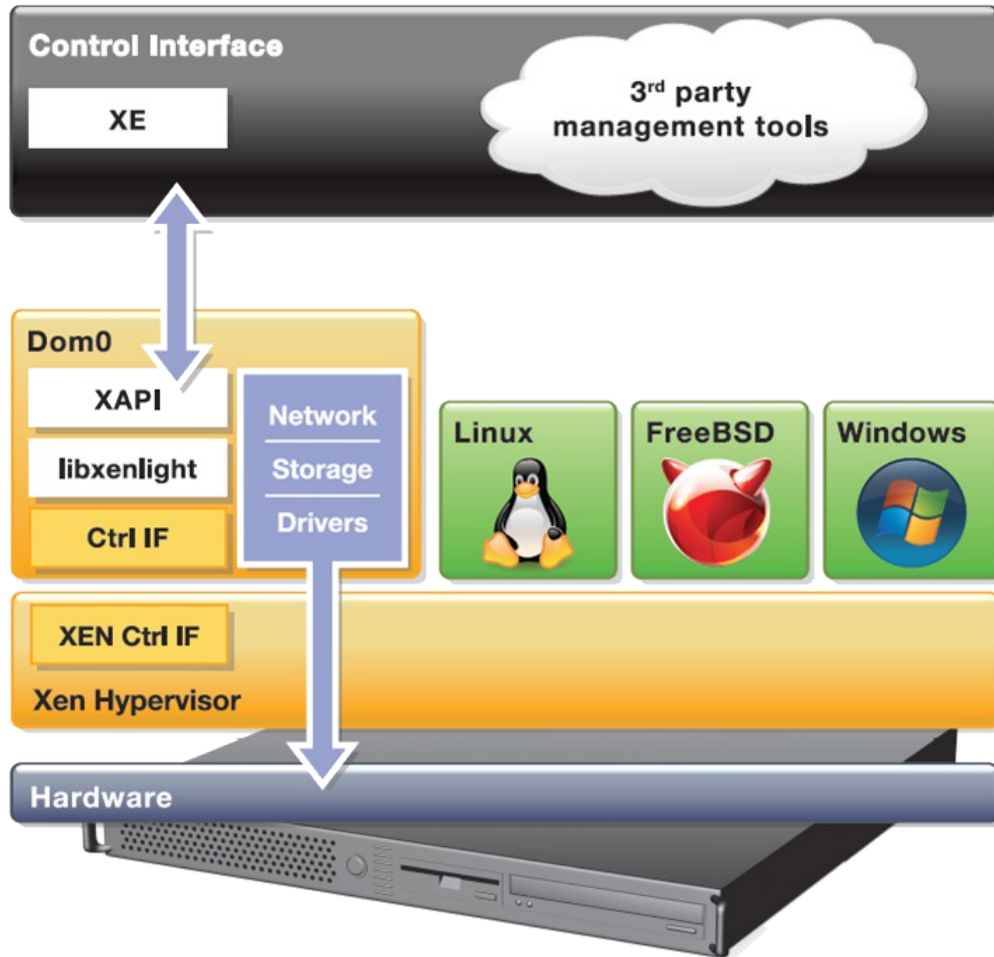 Control Interface
XE
3rd party
management tools
Dom0
XAPI
libxenlight
Ctrl IF
Network
Storage
Drivers
Linux
FreeBSD
Windows
XEN Ctrl IF
Xen Hypervisor
Hardware